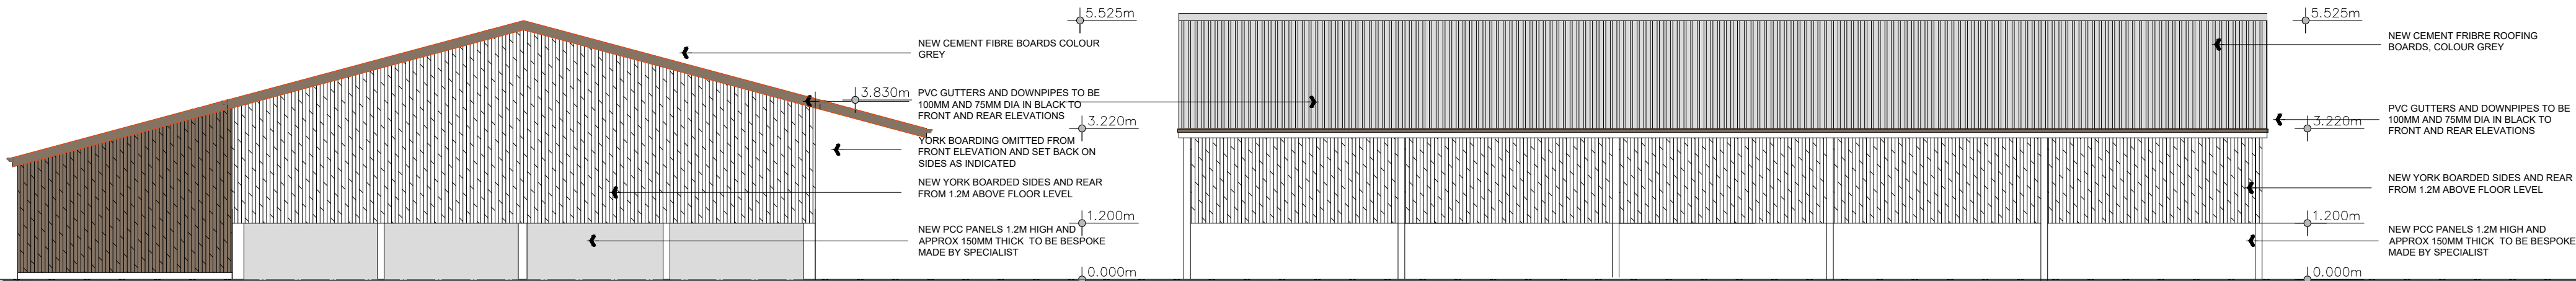 5.525m
NEW CEMENT FIBRE BOARDS COLOUR
GREY
3.830m
PVC GUTTERS AND DOWNPIPES TO BE
100MM AND 75MM DIA IN BLACK TO
FRONT AND REAR ELEVATIONS
3.220m
YORK BOARDING OMITTED FROM
FRONT ELEVATION AND SET BACK ON
SIDES AS INDICATED
NEW YORK BOARDED SIDES AND REAR
FROM 1.2M ABOVE FLOOR LEVEL
1.200m
NEW PCC PANELS 1.2M HIGH AND
APPROX 150MM THICK TO BE BESPOKE
MADE BY SPECIALIST
0.000m
5.525m
NEW CEMENT FRIBRE ROOFING
BOARDS, COLOUR GREY
PVC GUTTERS AND DOWNPIPES TO BE
100MM AND 75MM DIA IN BLACK TO
FRONT AND REAR ELEVATIONS
3.220m
NEW YORK BOARDED SIDES AND REAR
FROM 1.2M ABOVE FLOOR LEVEL
1.200m
NEW PCC PANELS 1.2M HIGH AND
APPROX 150MM THICK TO BE BESPOKE
MADE BY SPECIALIST
0.000m